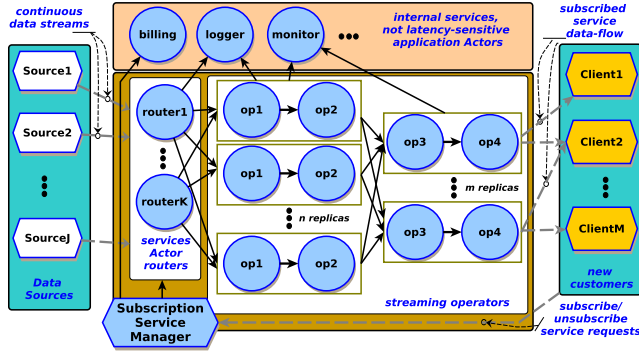 continuous
data streams
billing
logger
monitor
internal services,
not latency-sensitive
application Actors
subscribed
service
data-flow
Source1
Source2
SourceJ
Data
Sources
router1
routerK
services
Actor
routers
op1
op2
op1
op2
n replicas
op1
op2
op3
op4
m replicas
op3
op4
streaming operators
Client1
Client2
ClientM
new
customers
Subscription
Service
Manager
subscribe/
unsubscribe
service requests